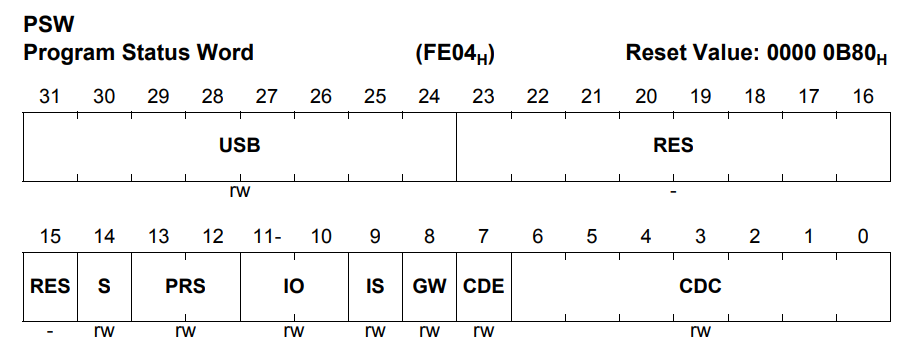 PSW
Program Status Word (FE04H) Reset Value: 0000 0B80H
31 30 29 28 27 26 25 24 23 22 21 20 19 18 17 16
USB RES
rw -
15 14 13 12 11- 10 9 8 7 6 5 4 3 2 1 0
RES S PRS IO IS GW CDE CDC
- rw rw rw rw rw rw rw